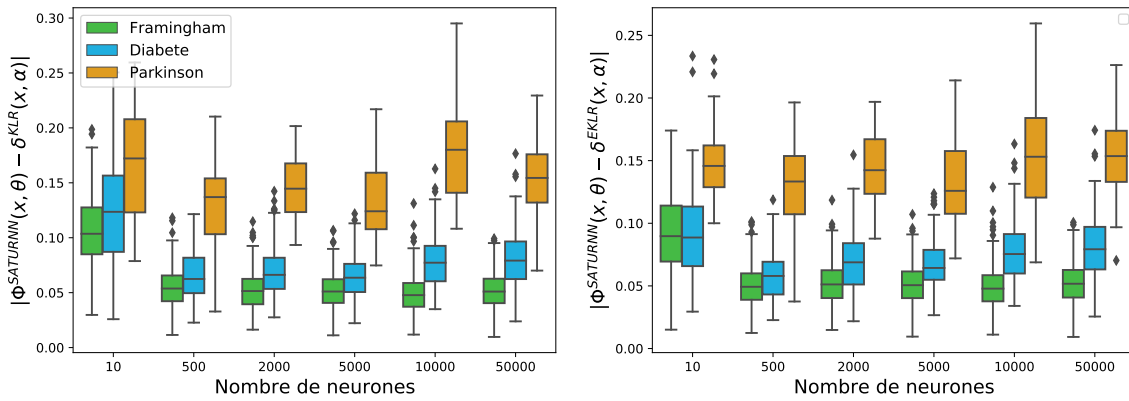 0.30
0.25
0.20
0.15
0.10
0.05
0.00
|Φ^{SATURNN}(x, θ) − δ^{KLR}(x, α)|
Framingham
Diabete
Parkinson
10 500 2000 5000 10000 50000
Nombre de neurones
0.25
0.20
0.15
0.10
0.05
0.00
|Φ^{SATURNN}(x, θ) − δ^{EKLR}(x, α)|
10 500 2000 5000 10000 50000
Nombre de neurones